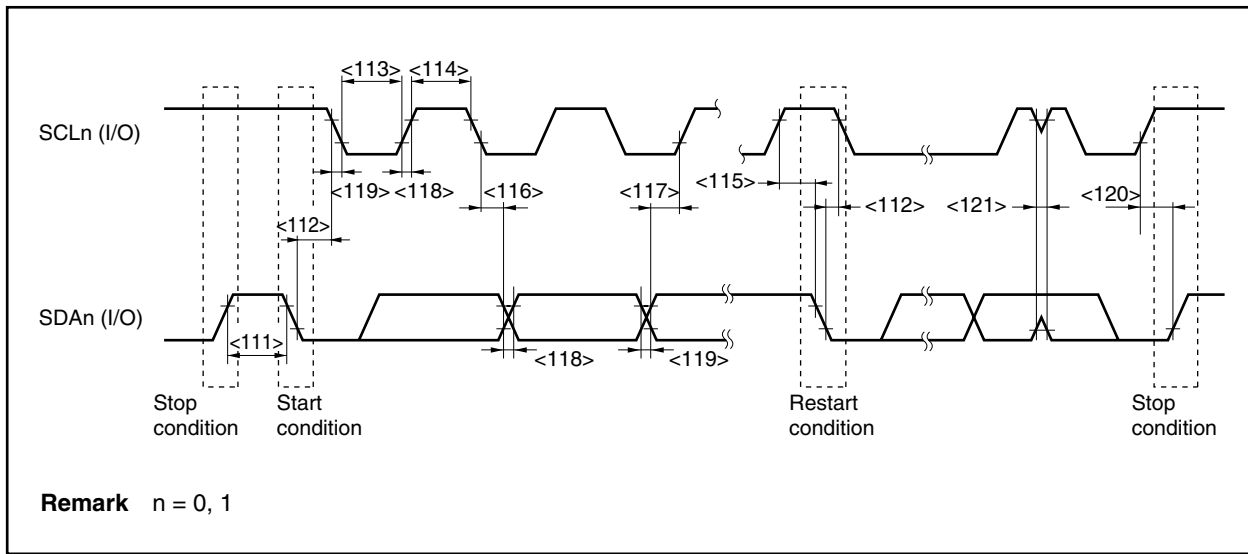 <113> <114>
SCLn (I/O)
<119> <118> <116> <117> <115>
<112> <112> <121> <120>
SDAn (I/O)
<111> <118> <119>
Stop
condition
Start
condition
Restart
condition
Stop
condition
Remark n = 0, 1